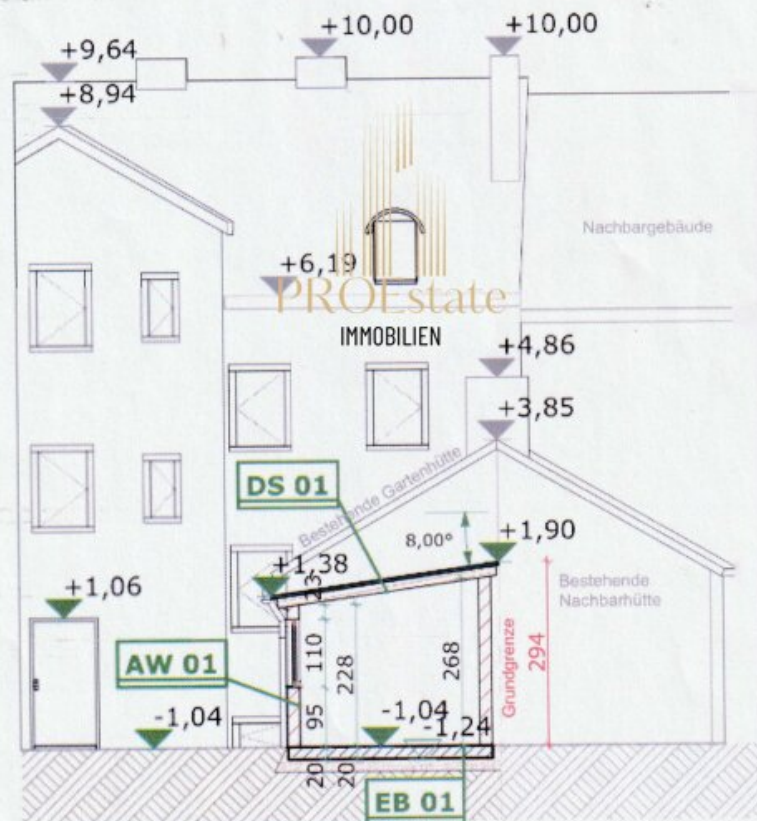 +10,00
+10,00
+9,64
+8,94
Nachbargebäude
+6,19
PROEstate
IMMOBILIEN
+4,86
+3,85
Bestehende Gartenhütte
DS 01
8,00°
+1,90
+1,38
23
+1,06
Bestehende
Nachbarhütte
Grundgrenze
294
AW 01
110
228
268
95
-1,04
-1,04
-1,24
20
20
EB 01